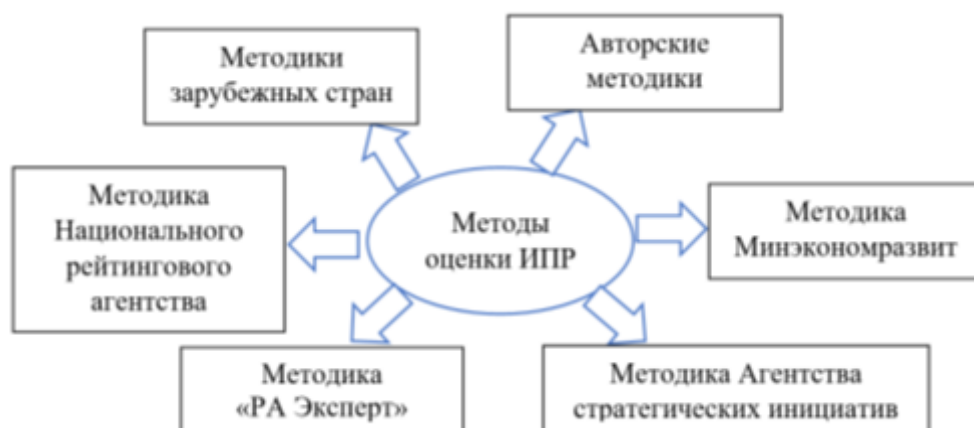 Методики
зарубежных стран
Авторские
методики
Методика
Национального
рейтингового
агентства
Методы
оценки ИПР
Методика
Минэкономразвит
Методика
«РА Эксперт»
Методика Агентства
стратегических инициатив